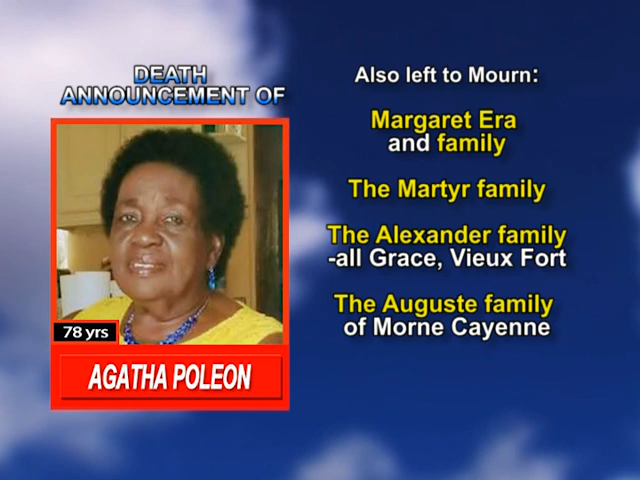 DEATH
ANNOUNCEMENT OF
78 yrs
AGATHA POLEON
Also left to Mourn:
Margaret Era
and family
The Martyr family
The Alexander family
-all Grace, Vieux Fort
The Auguste family
of Morne Cayenne